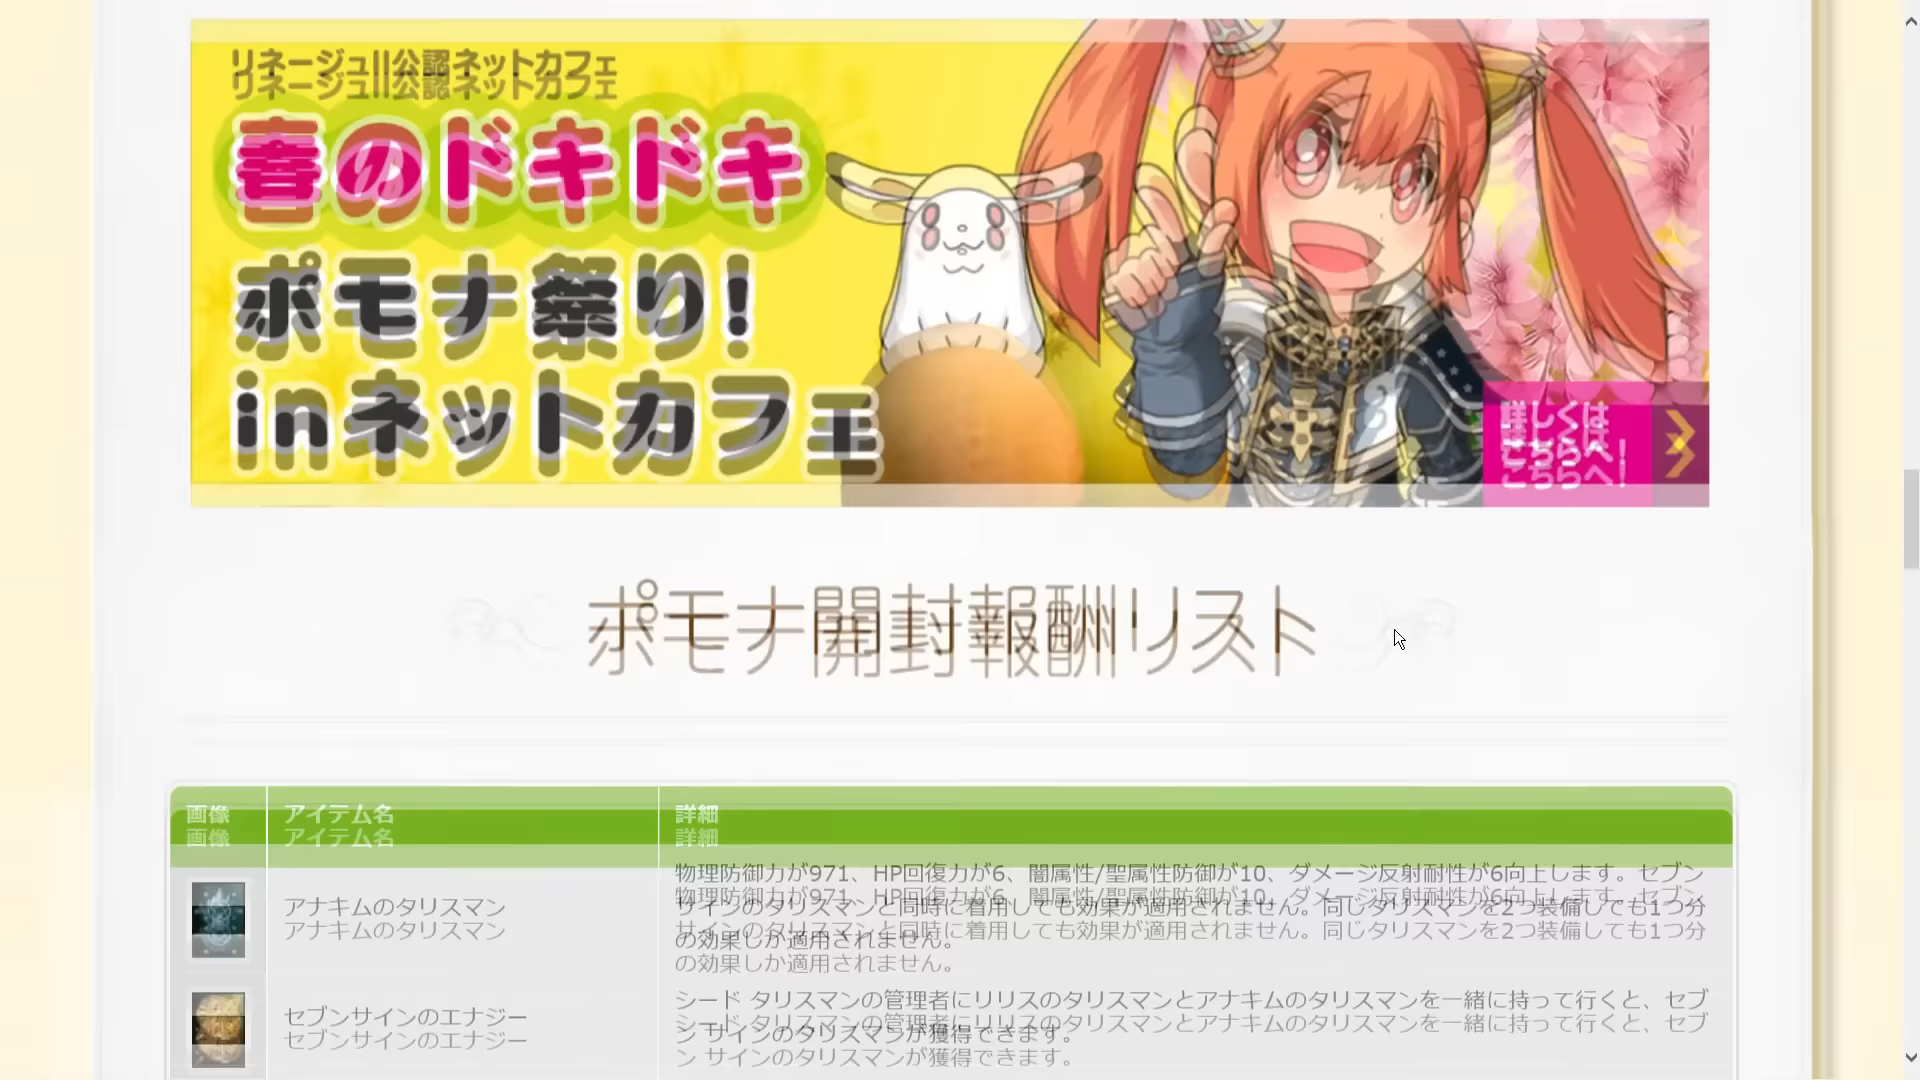 リネージュII公認ネットカフェ
春のドキドキ
ポモナ祭り!
inネットカフェ
詳しくは
こちらへ!
ポモナ開封報酬リスト
画像 アイテム名 詳細
アナキムのタリスマン
物理防御力が971、HP回復力が6、闇属性/聖属性防御が10、ダメージ反射耐性が6向上します。セブン
サインのタリスマンと同時に着用しても効果が適用されません。同じタリスマンを2つ装備しても1つ分
の効果しか適用されません。
セブンサインのエナジー
シード タリスマンの管理者にリリスのタリスマンとアナキムのタリスマンを一緒に持って行くと、セブ
ン サインのタリスマンが獲得できます。